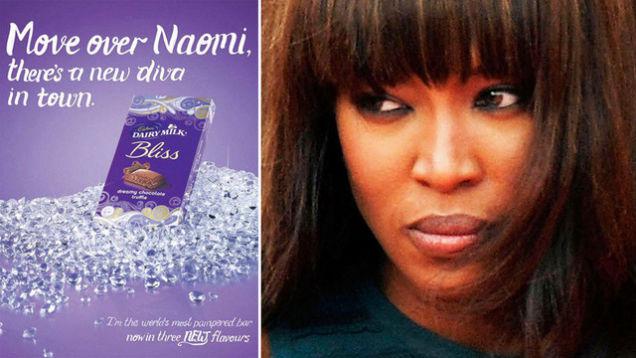 Move over Naomi,
there's a new diva
in town.
Cadbury
DAIRY MILK
Bliss
dreamy chocolate
truffle
I'm the world's most pampered bar
now in three NEW flavours